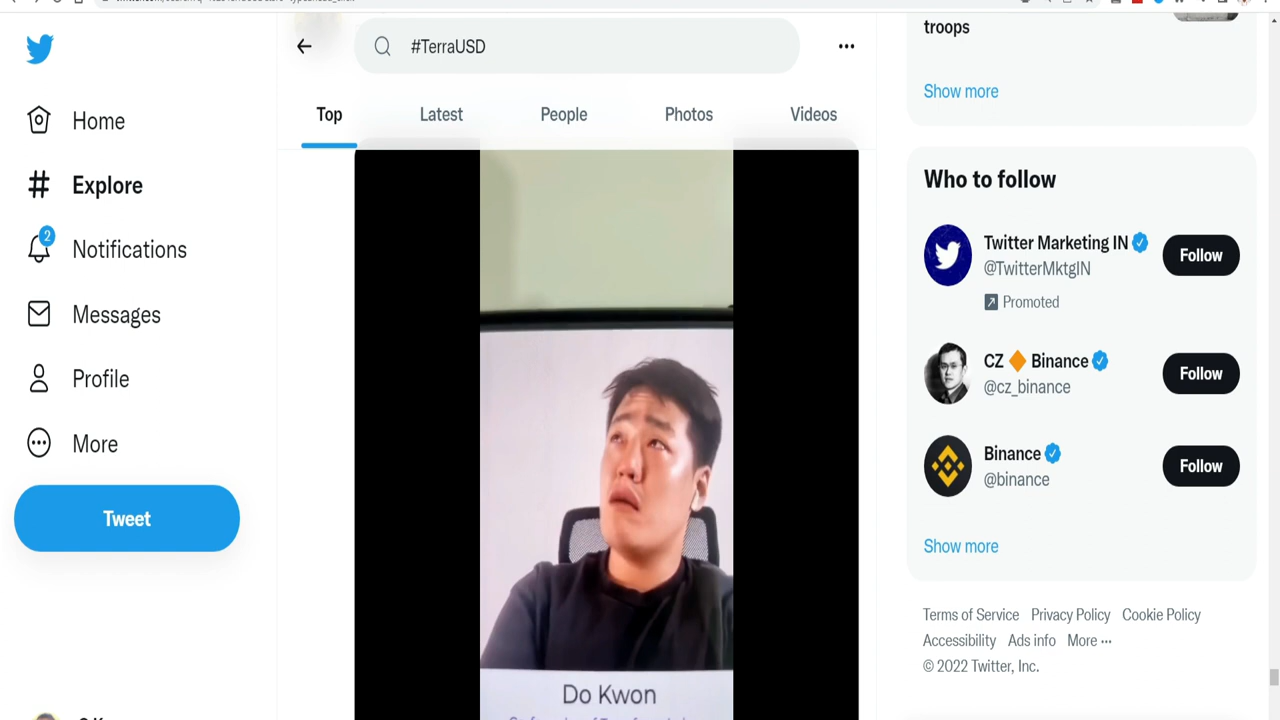 #TerraUSD
Top Latest People Photos Videos
Home
Explore
2
Notifications
Messages
Profile
More
Tweet
Do Kwon
troops
Show more
Who to follow
Twitter Marketing IN
@TwitterMktgIN
Promoted
Follow
CZ Binance
@cz_binance
Follow
Binance
@binance
Follow
Show more
Terms of Service Privacy Policy Cookie Policy
Accessibility Ads info More
© 2022 Twitter, Inc.